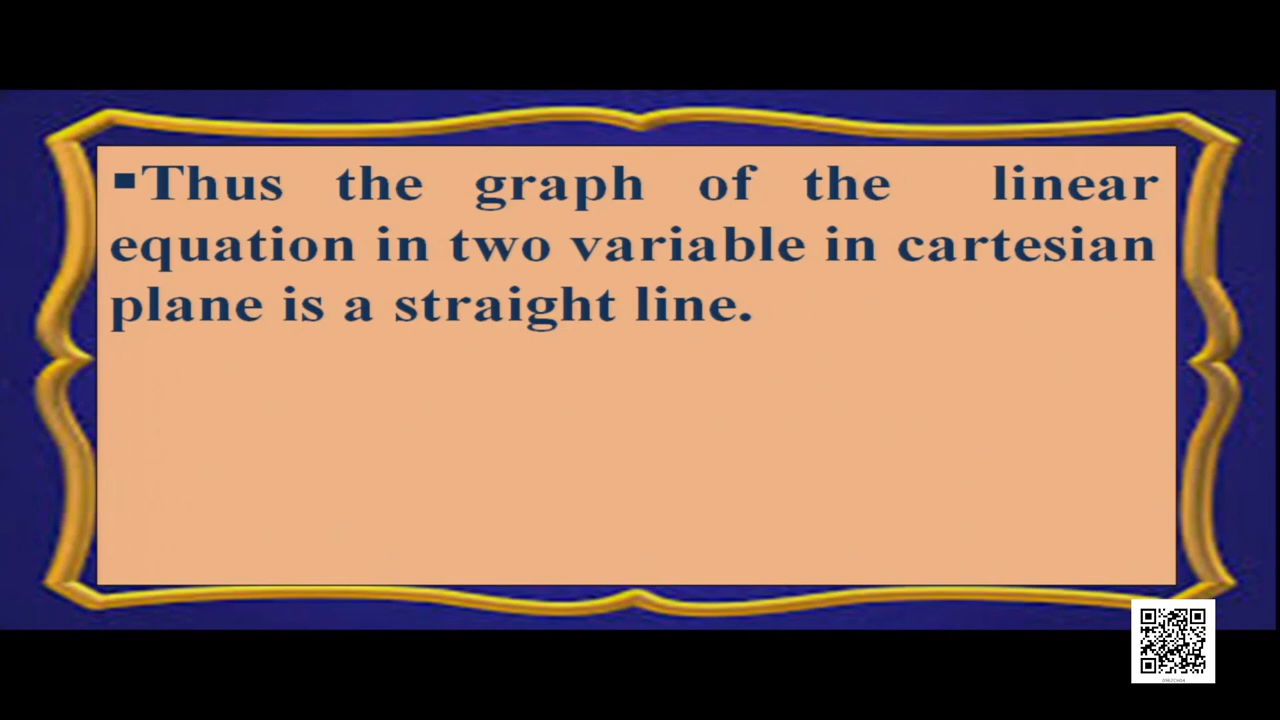 ▪Thus the graph of the linear
equation in two variable in cartesian
plane is a straight line.